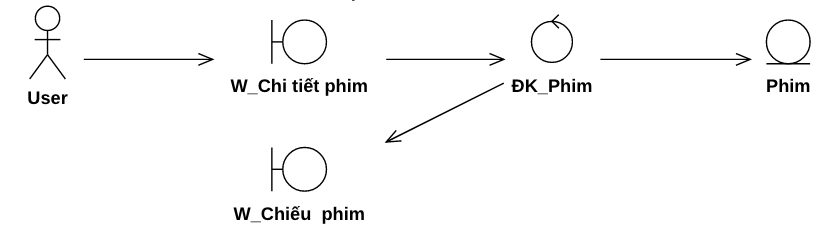 User
W_Chi tiết phim
ĐK_Phim
Phim
W_Chiếu phim